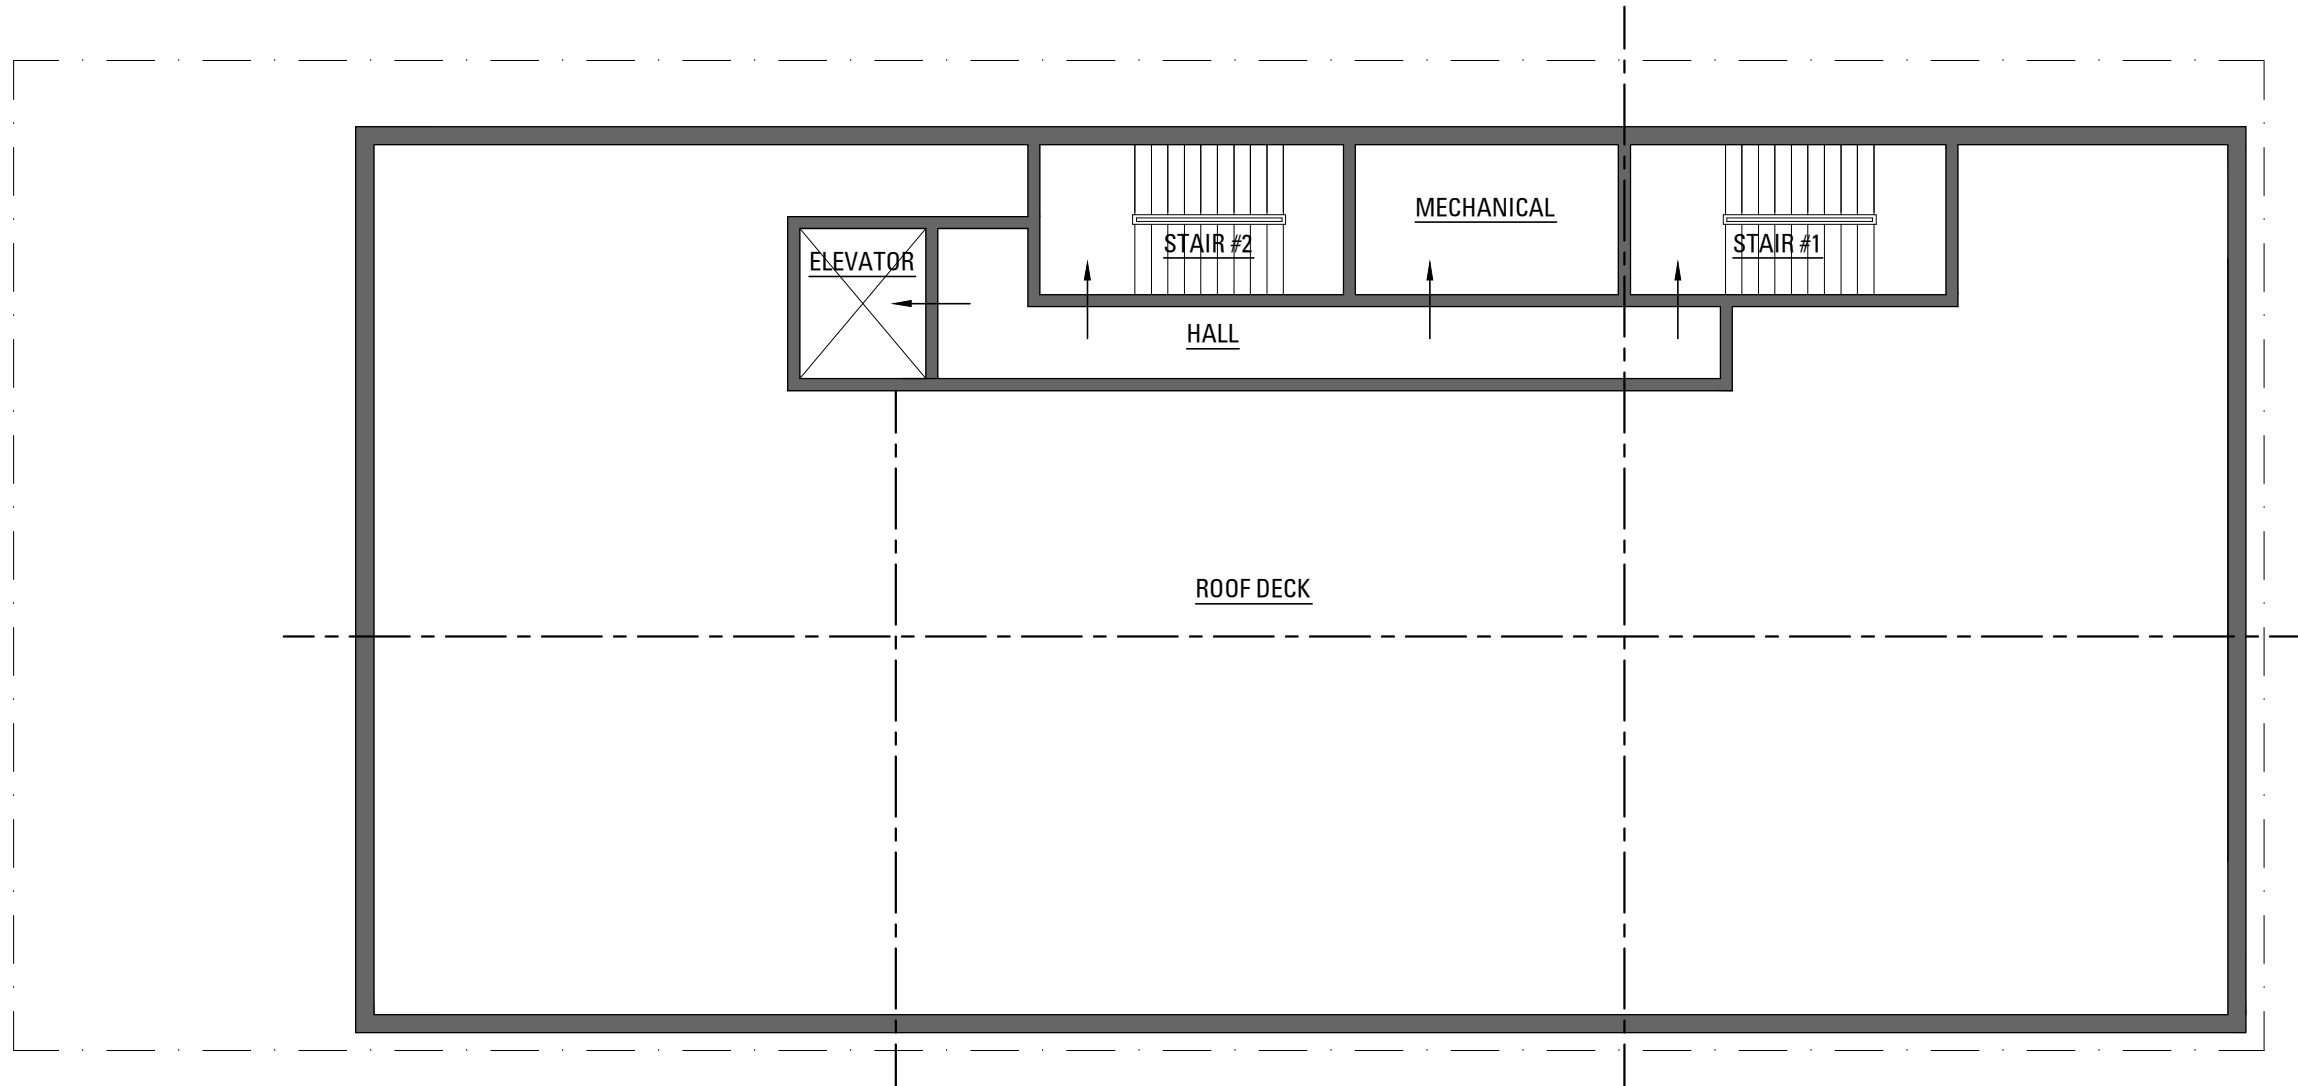 MECHANICAL
STAIR #2
STAIR #1
ELEVATOR
HALL
ROOF DECK